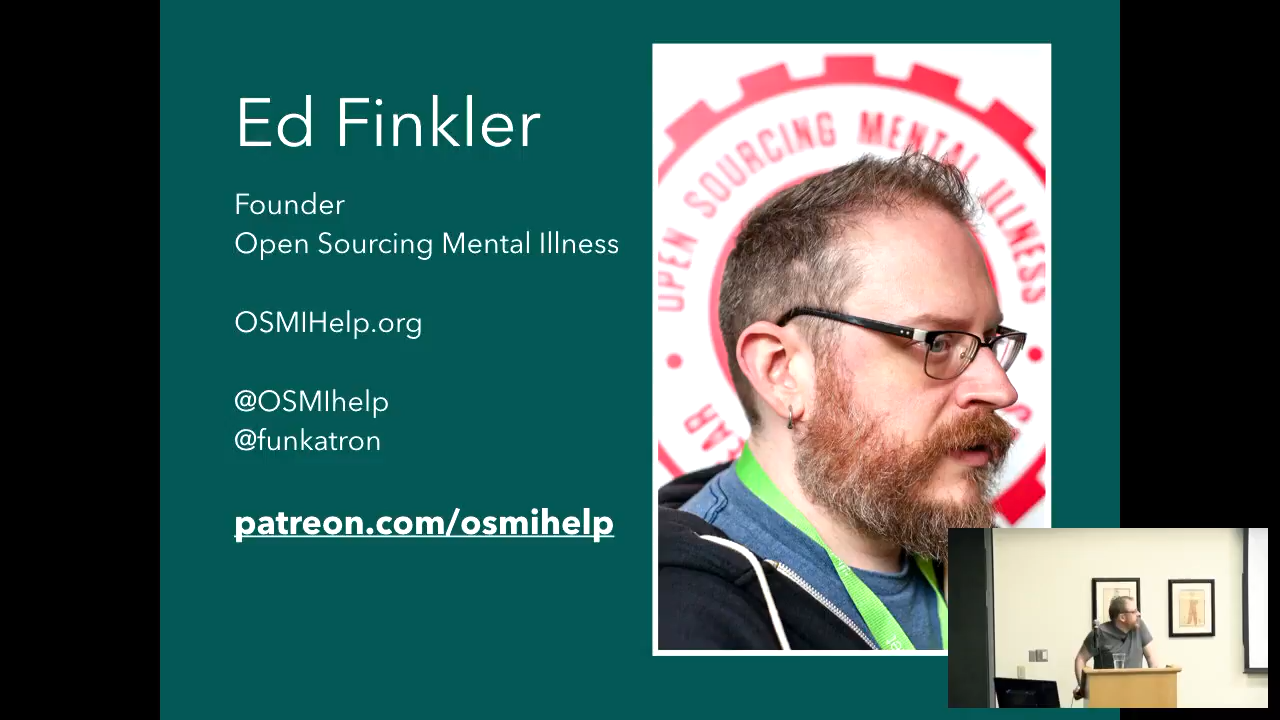 Ed Finkler
Founder
Open Sourcing Mental Illness
OSMIHelp.org
@OSMIhelp
@funkatron
patreon.com/osmihelp
OPEN SOURCING MENTAL ILLNESS